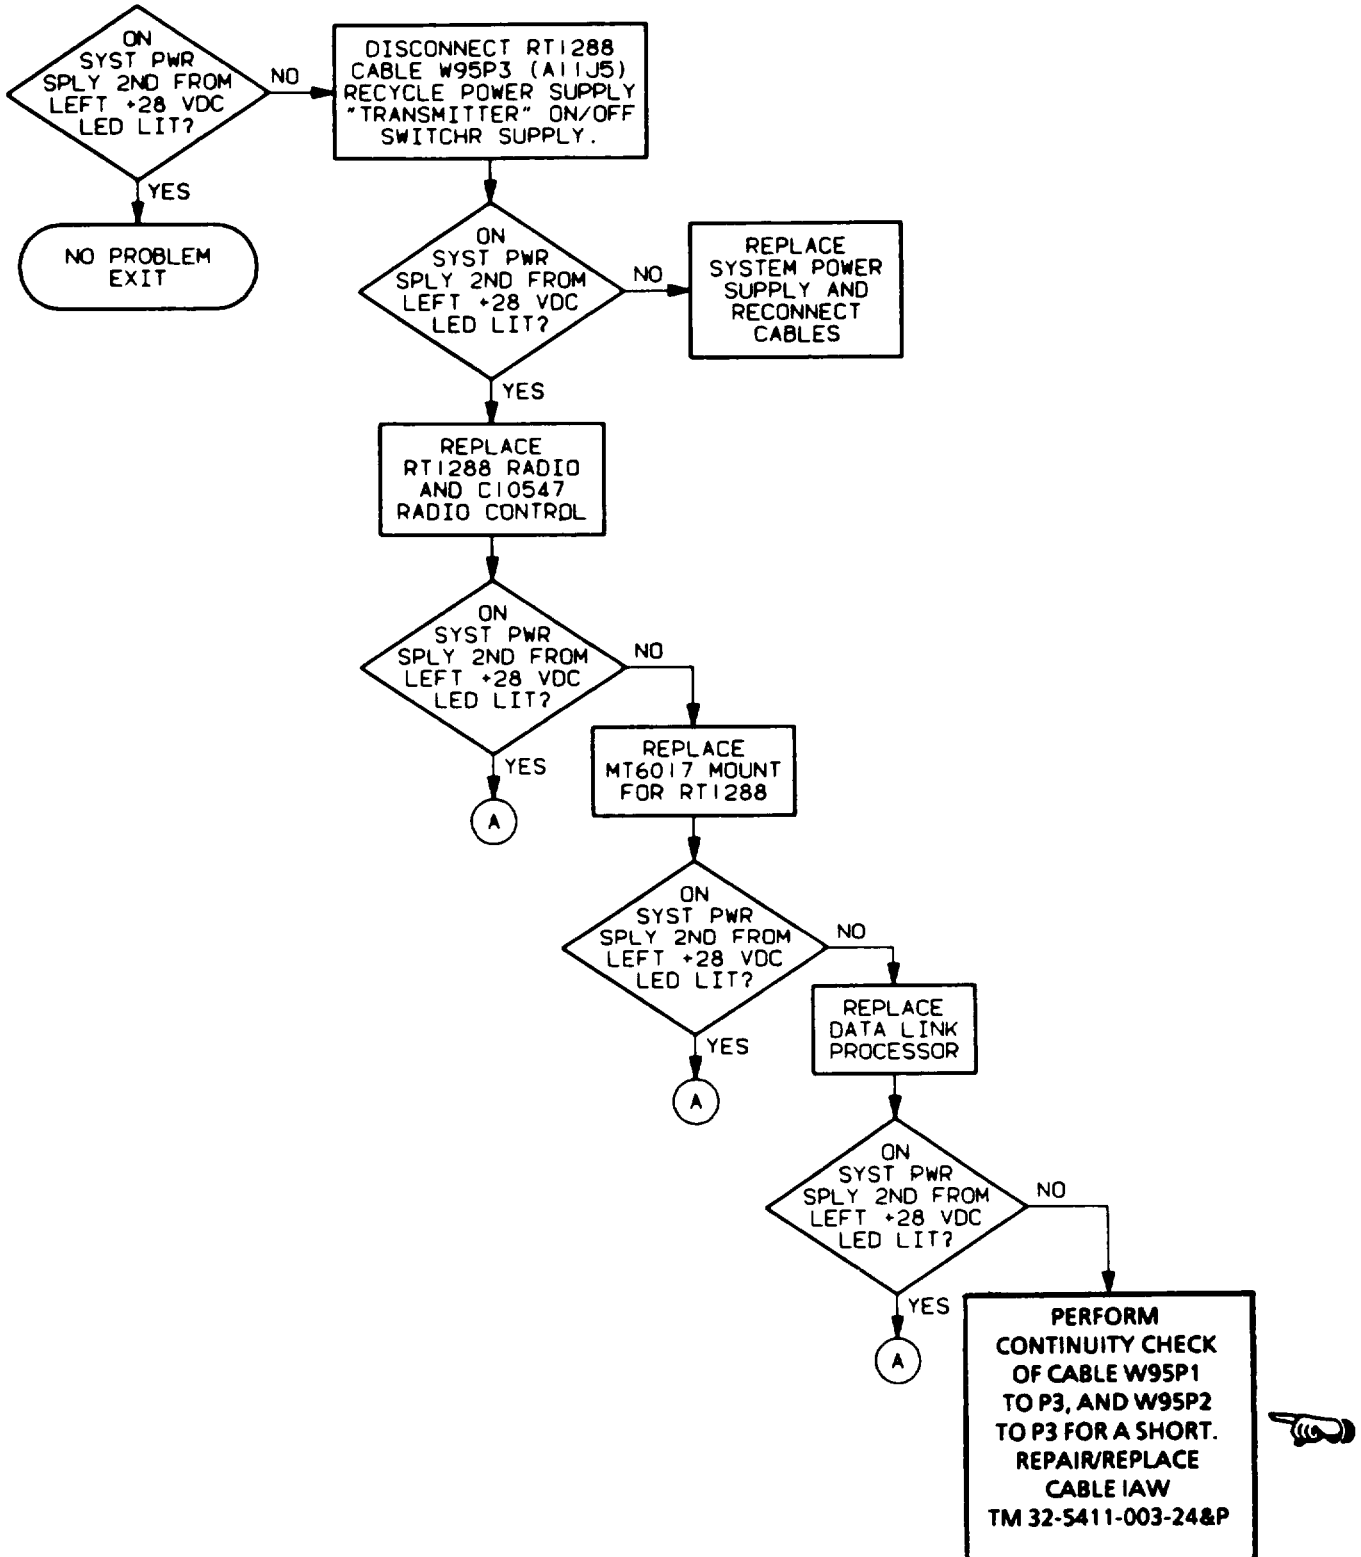 ON
SYST PWR
SPLY 2ND FROM
LEFT +28 VDC
LED LIT?
NO
YES
NO PROBLEM
EXIT
DISCONNECT RT1288
CABLE W95P3 (A11J5)
RECYCLE POWER SUPPLY
"TRANSMITTER" ON/OFF
SWITCHR SUPPLY.
ON
SYST PWR
SPLY 2ND FROM
LEFT +28 VDC
LED LIT?
NO
REPLACE
SYSTEM POWER
SUPPLY AND
RECONNECT
CABLES
YES
REPLACE
RT1288 RADIO
AND C10547
RADIO CONTROL
ON
SYST PWR
SPLY 2ND FROM
LEFT +28 VDC
LED LIT?
NO
YES
A
REPLACE
MT6017 MOUNT
FOR RT1288
ON
SYST PWR
SPLY 2ND FROM
LEFT +28 VDC
LED LIT?
NO
YES
A
REPLACE
DATA LINK
PROCESSOR
ON
SYST PWR
SPLY 2ND FROM
LEFT +28 VDC
LED LIT?
NO
YES
A
PERFORM
CONTINUITY CHECK
OF CABLE W95P1
TO P3, AND W95P2
TO P3 FOR A SHORT.
REPAIR/REPLACE
CABLE IAW
TM 32-5411-003-24&P